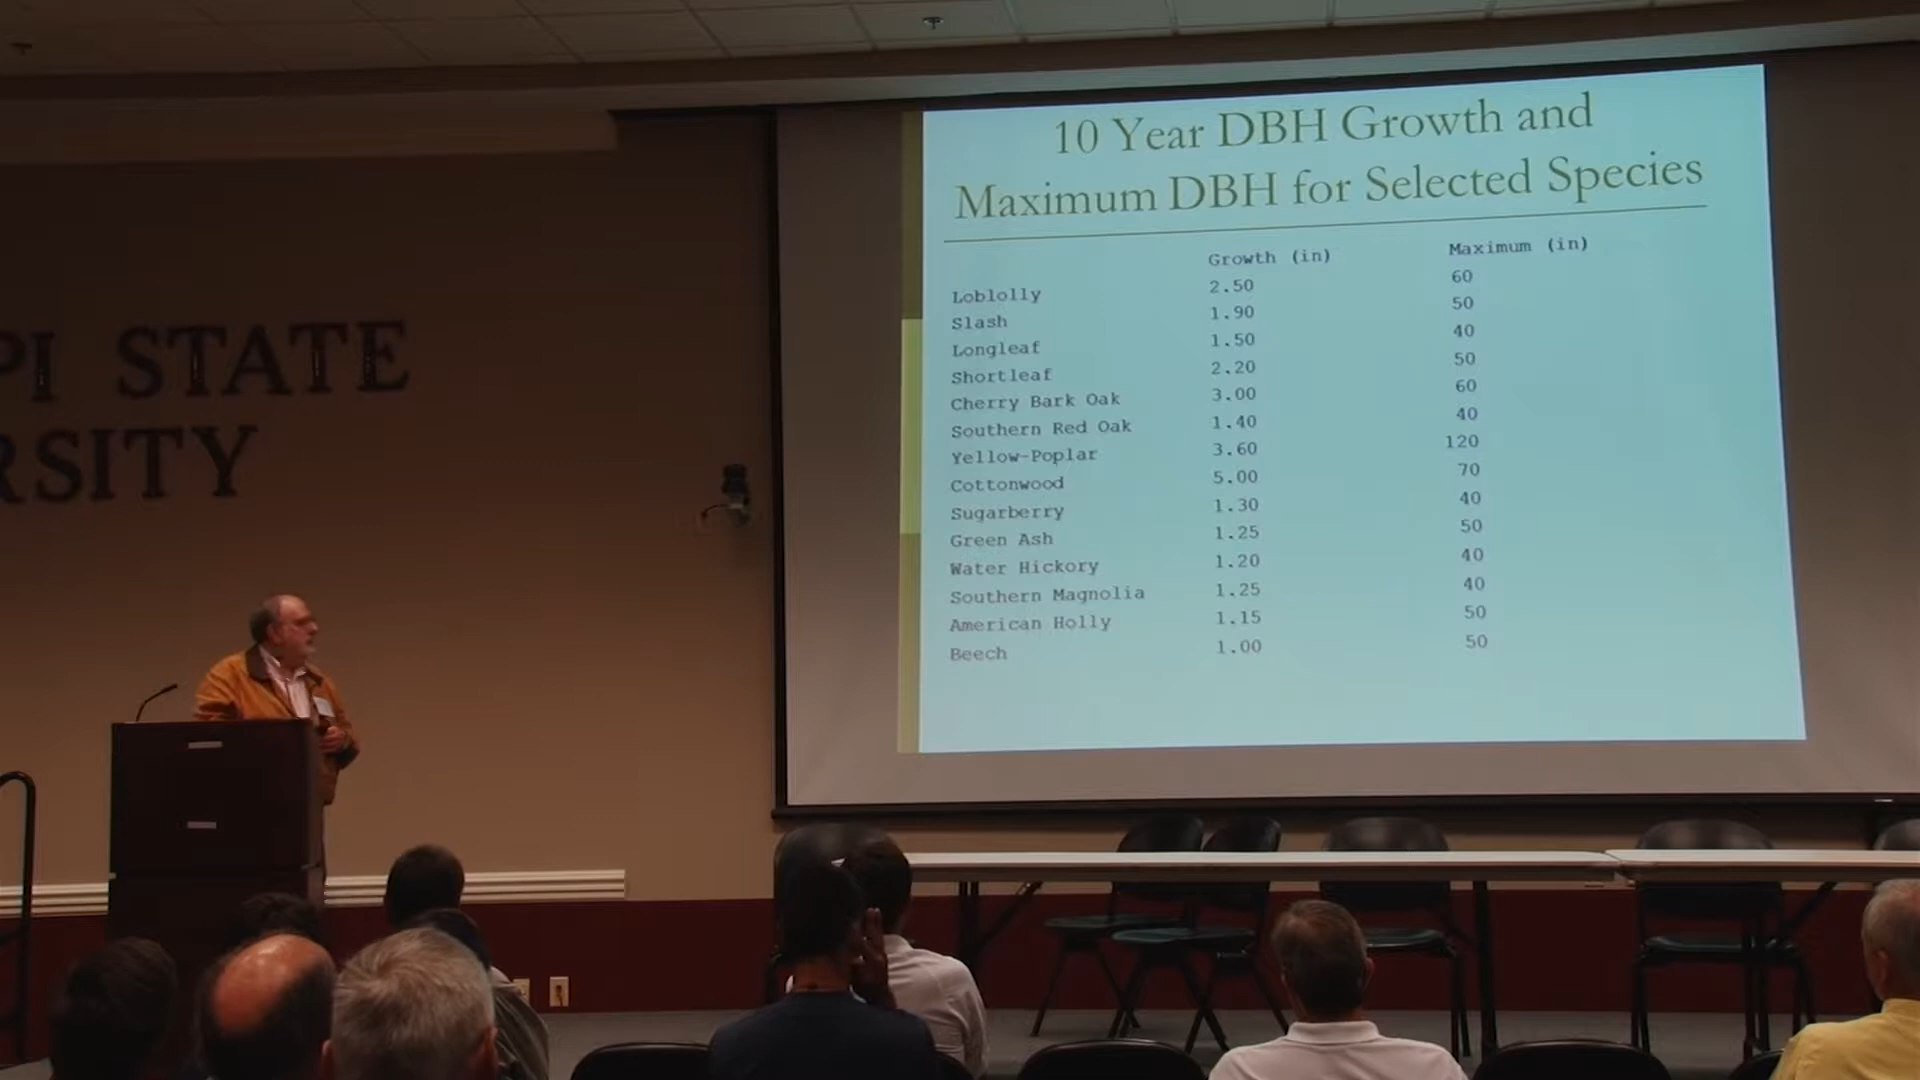 10 Year DBH Growth and
Maximum DBH for Selected Species
Growth (in) Maximum (in)
Loblolly 2.50 60
Slash 1.90 50
Longleaf 1.50 40
Shortleaf 2.20 50
Cherry Bark Oak 3.00 60
Southern Red Oak 1.40 40
Yellow-Poplar 3.60 120
Cottonwood 5.00 70
Sugarberry 1.30 40
Green Ash 1.25 50
Water Hickory 1.20 40
Southern Magnolia 1.25 40
American Holly 1.15 50
Beech 1.00 50
PI STATE
RSITY